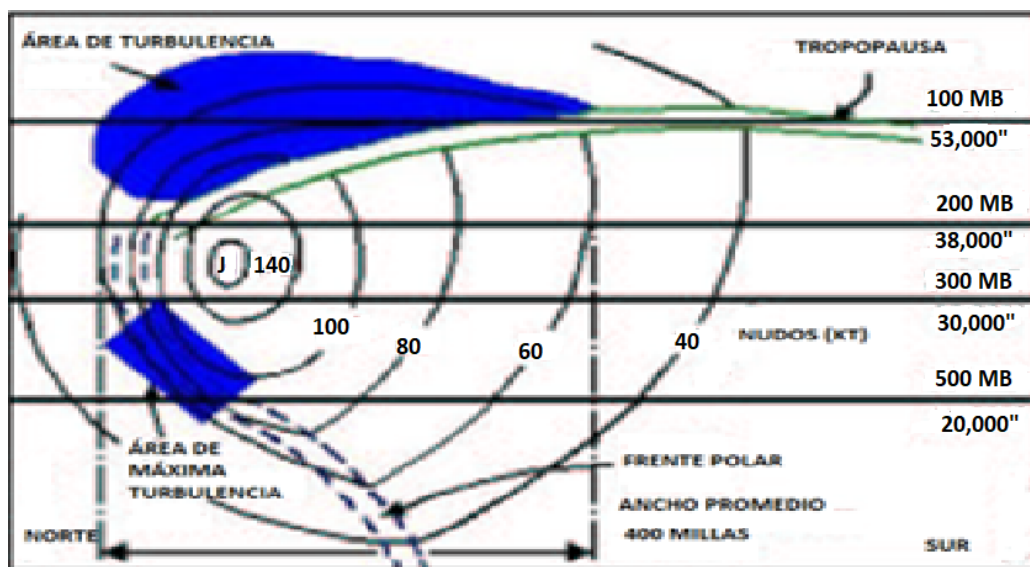 ÁREA DE TURBULENCIA
TROPOPAUSA
100 MB
53,000"
200 MB
38,000"
J 140
300 MB
30,000"
100
80
60
40
NUDOS (KT)
500 MB
20,000"
ÁREA DE
MÁXIMA
TURBULENCIA
FRENTE POLAR
ANCHO PROMEDIO
400 MILLAS
NORTE
SUR